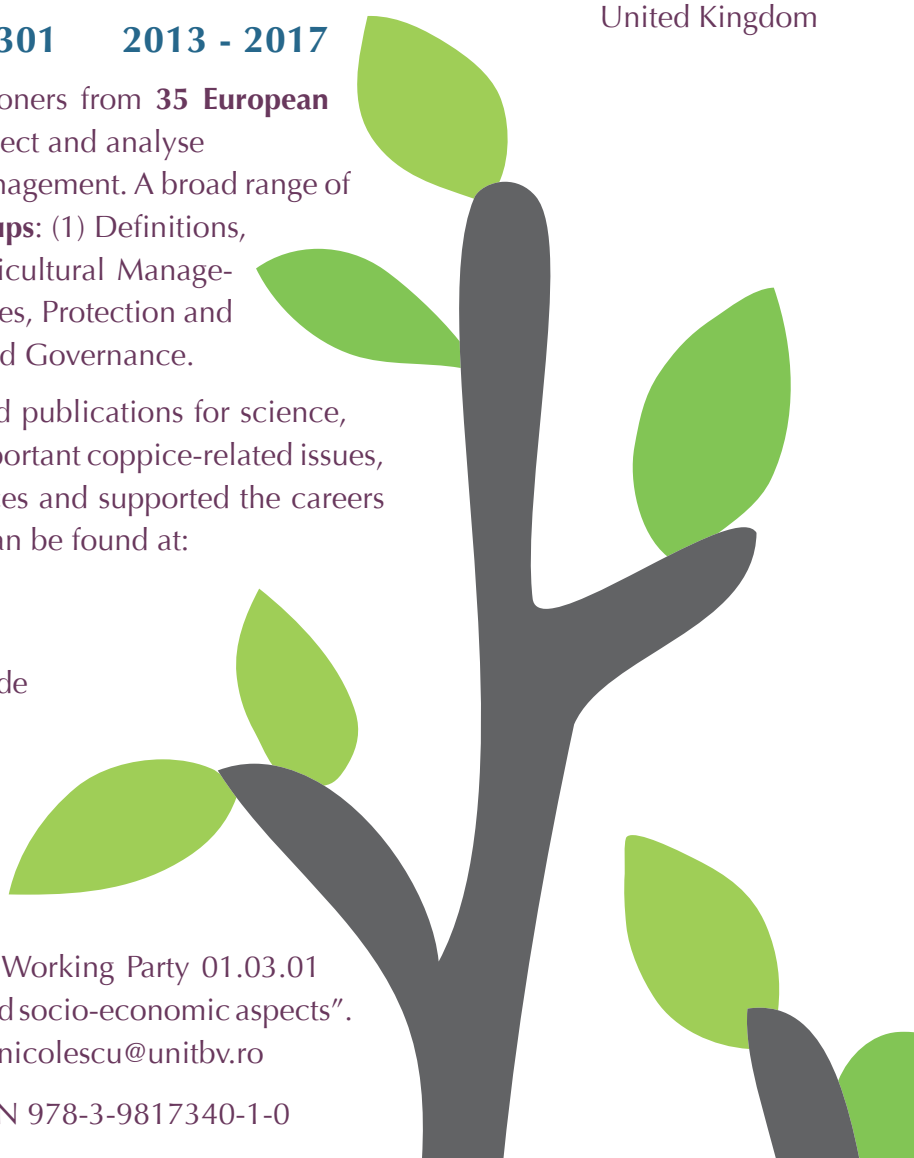 United Kingdom
301 2013 - 2017
oners from 35 European
ect and analyse
nagement. A broad range of
ups: (1) Definitions,
icultural Manage-
es, Protection and
d Governance.
d publications for science,
portant coppice-related issues,
es and supported the careers
an be found at:
de
Working Party 01.03.01
d socio-economic aspects”.
nicolescu@unitbv.ro
N 978-3-9817340-1-0